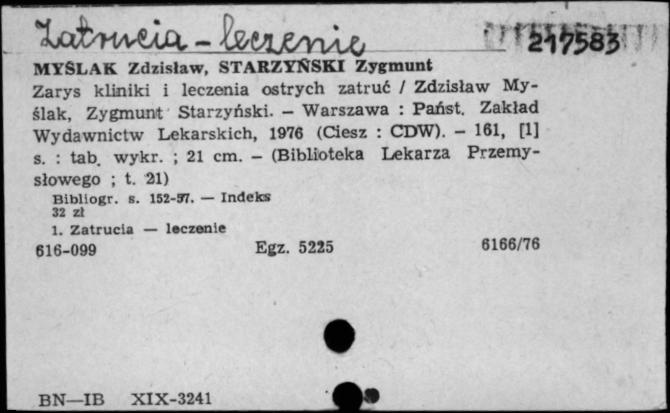 Zatrucia - leczenie
217583
MYŚLAK Zdzisław, STARZYŃSKI Zygmunt
Zarys kliniki i leczenia ostrych zatruć / Zdzisław My-
ślak, Zygmunt Starzyński. — Warszawa : Państ. Zakład
Wydawnictw Lekarskich, 1976 (Ciesz : CDW). — 161, [1]
s. : tab. wykr. ; 21 cm. — (Biblioteka Lekarza Przemy-
słowego ; t. 21)
Bibliogr. s. 152-57. — Indeks
32 zł
1. Zatrucia — leczenie
616-099 Egz. 5225 6166/76
BN—IB XIX-3241